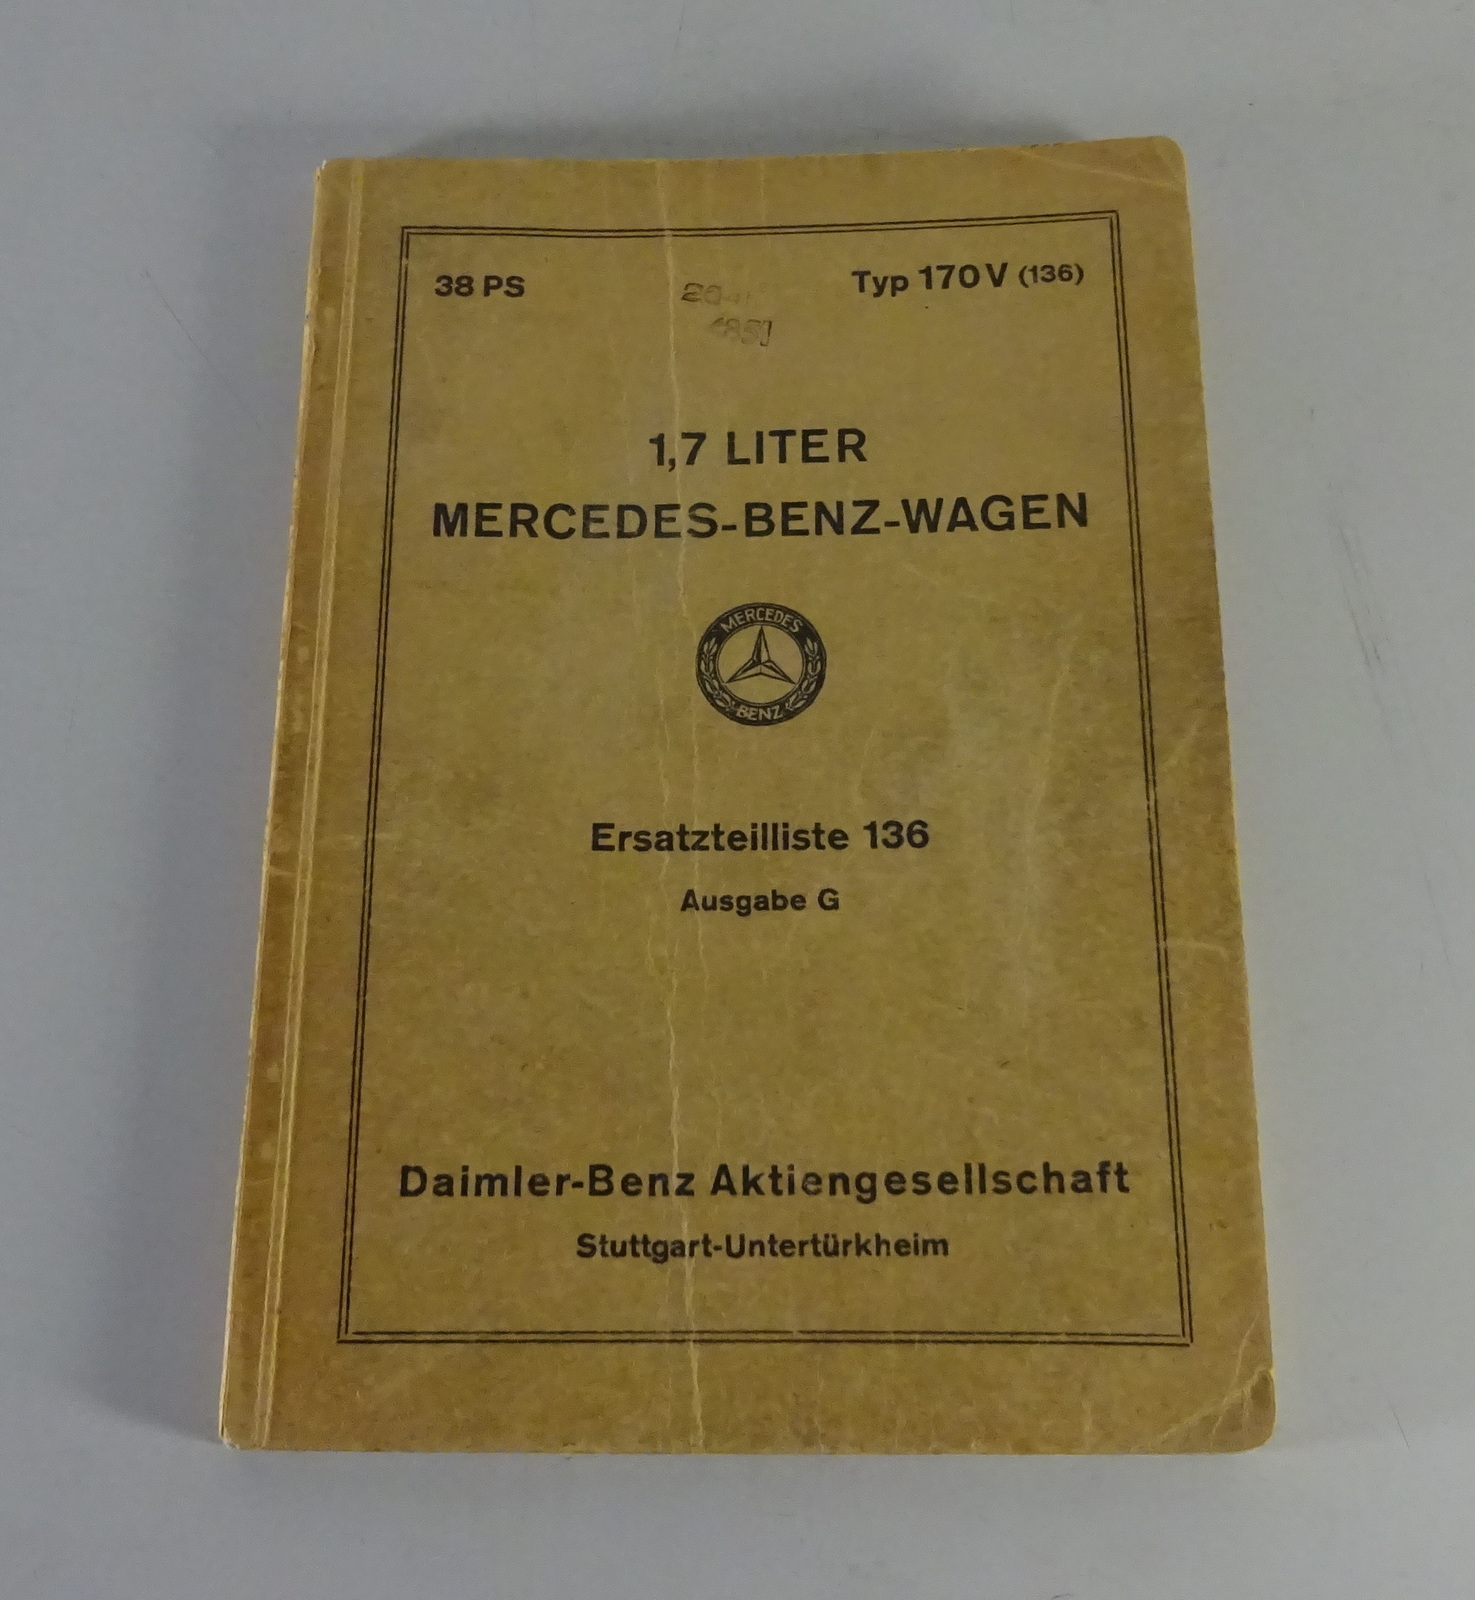 38 PS
Typ 170 V (136)
1,7 LITER
MERCEDES-BENZ-WAGEN
MERCEDES
BENZ
Ersatzteilliste 136
Ausgabe G
Daimler-Benz Aktiengesellschaft
Stuttgart-Untertürkheim